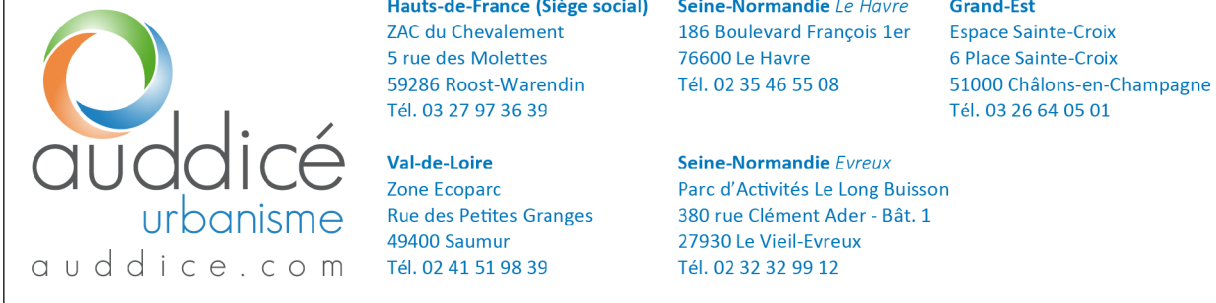 auddicé
urbanisme
auddice.com
Hauts-de-France (Siège social)
ZAC du Chevalement
5 rue des Molettes
59286 Roost-Warendin
Tél. 03 27 97 36 39
Seine-Normandie Le Havre
186 Boulevard François 1er
76600 Le Havre
Tél. 02 35 46 55 08
Grand-Est
Espace Sainte-Croix
6 Place Sainte-Croix
51000 Châlons-en-Champagne
Tél. 03 26 64 05 01
Val-de-Loire
Zone Ecoparc
Rue des Petites Granges
49400 Saumur
Tél. 02 41 51 98 39
Seine-Normandie Evreux
Parc d'Activités Le Long Buisson
380 rue Clément Ader - Bât. 1
27930 Le Vieil-Evreux
Tél. 02 32 32 99 12